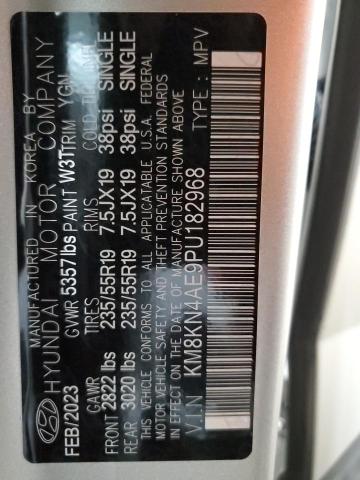 MANUFACTURED IN KOREA BY
HYUNDAI MOTOR COMPANY
FEB/2023 GVWR 5357lbs PAINT W3T TRIM YGN
GAWR TIRES RIMS COLD TIRE INF
FRONT 2822 lbs 235/55R19 7.5JX19 38psi SINGLE
REAR 3020 lbs 235/55R19 7.5JX19 38psi SINGLE
THIS VEHICLE CONFORMS TO ALL APPLICABLE U.S.A. FEDERAL
MOTOR VEHICLE SAFETY, BUMPER, AND THEFT PREVENTION STANDARDS
IN EFFECT ON THE DATE OF MANUFACTURE SHOWN ABOVE.
V.I.N KM8KN4AE9PU182968 TYPE : MPV